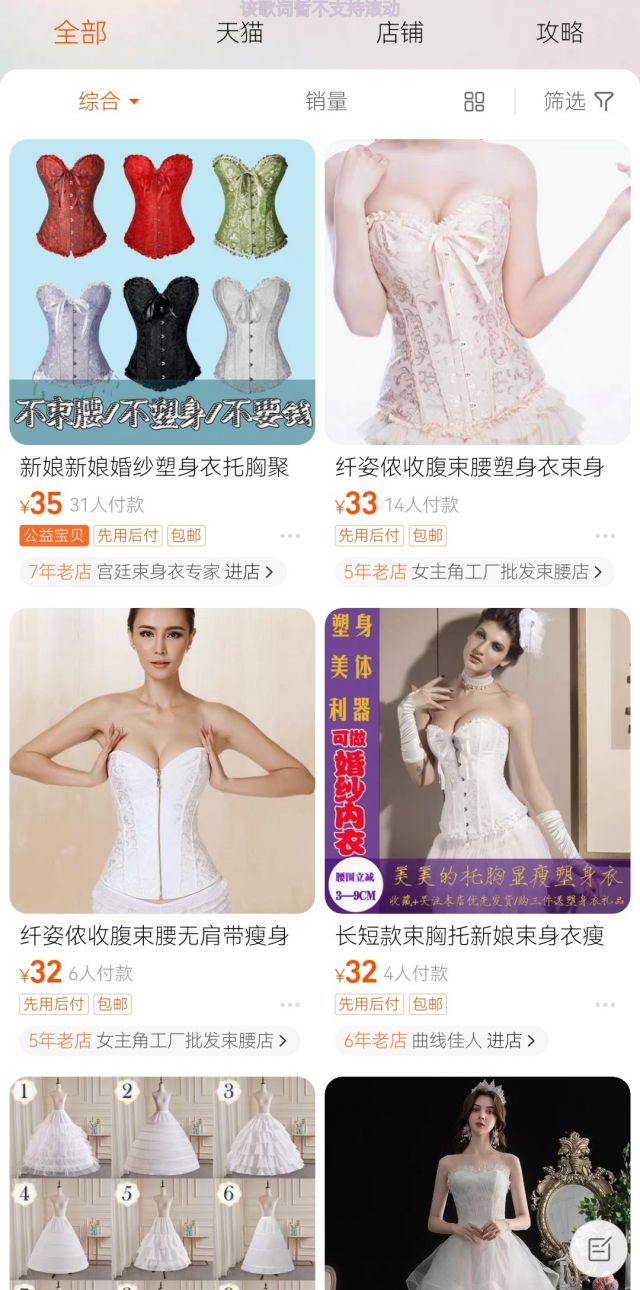 该歌词暂不支持滚动
全部 天猫 店铺 攻略
综合 销量 筛选
不束腰/不塑身/不要钱
新娘新娘婚纱塑身衣托胸聚
¥35 31人付款
公益宝贝 先用后付 包邮
7年老店 宫廷束身衣专家 进店
纤姿侬收腹束腰塑身衣束身
¥33 14人付款
先用后付 包邮
5年老店 女主角工厂批发束腰店
纤姿侬收腹束腰无肩带瘦身
¥32 6人付款
先用后付 包邮
5年老店 女主角工厂批发束腰店
塑身
美体
利器
可做
婚纱内衣
腰围立减
3—9CM
美美的托胸显瘦塑身衣
收藏+关注本店优先发货/购三件送塑身衣礼品
长短款束胸托新娘束身衣瘦
¥32 4人付款
先用后付 包邮
6年老店 曲线佳人 进店
1 2 3
4 5 6